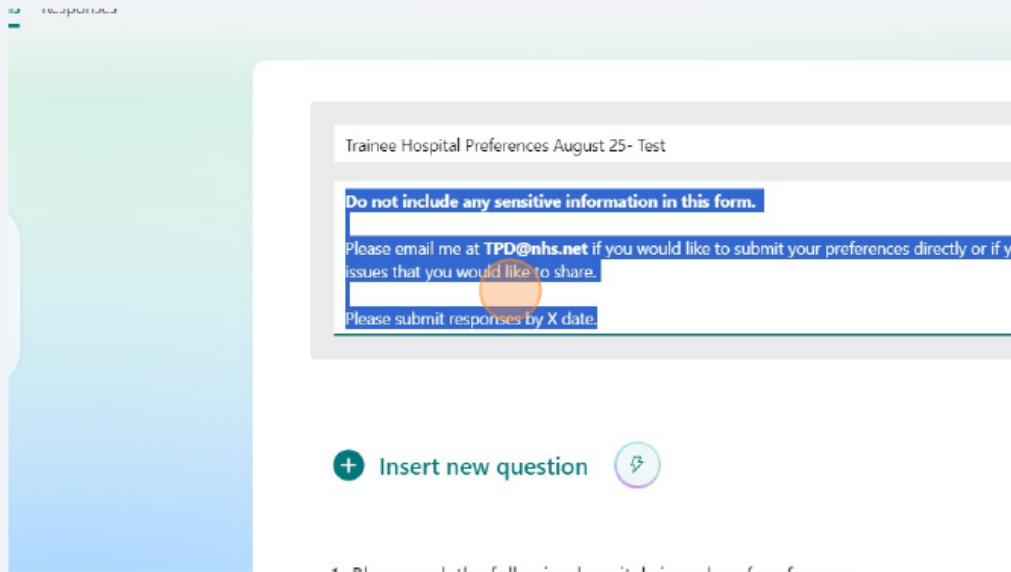 Responses
Trainee Hospital Preferences August 25- Test
Do not include any sensitive information in this form.
Please email me at TPD@nhs.net if you would like to submit your preferences directly or if y
issues that you would like to share.
Please submit responses by X date.
Insert new question